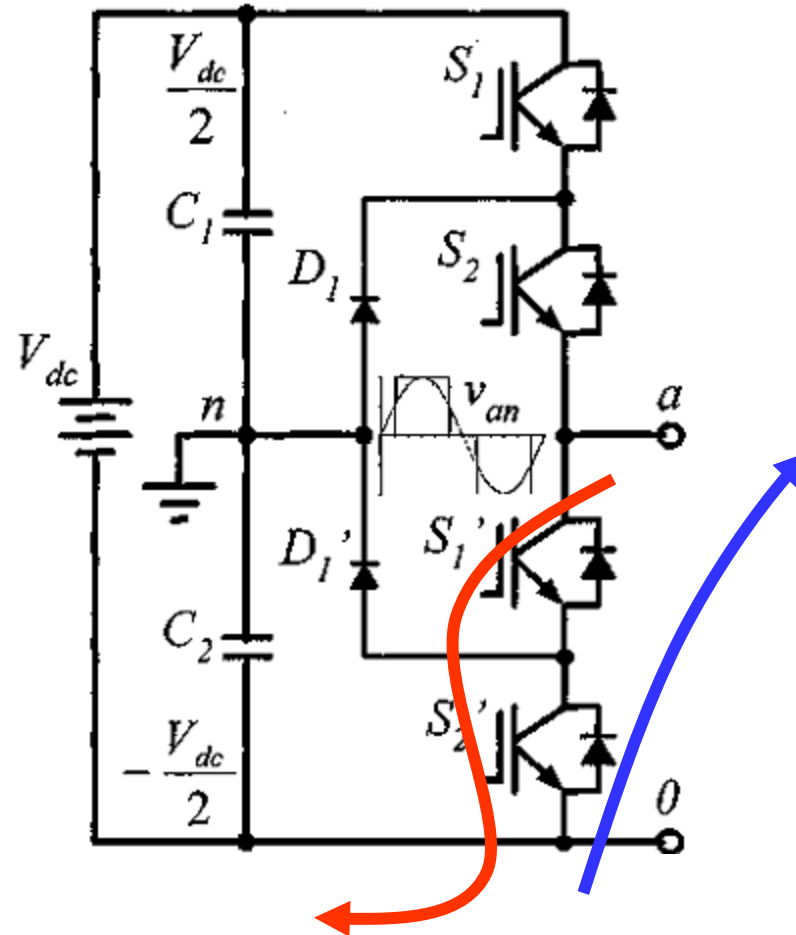 V_dc/2
S_1
C_1
S_2
D_1
V_dc
n
v_an
a
D_1’
S_1’
C_2
S_2’
-V_dc/2
0